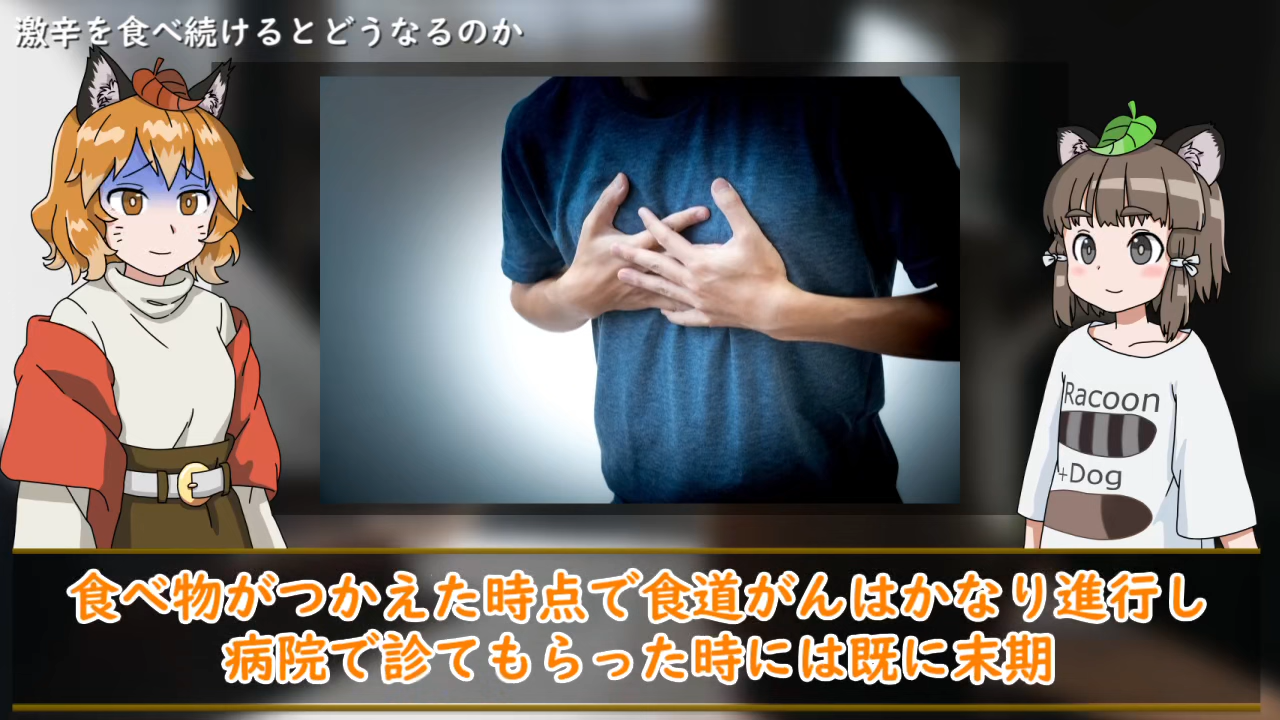 激辛を食べ続けるとどうなるのか
Racoon
+Dog
食べ物がつかえた時点で食道がんはかなり進行し
病院で診てもらった時には既に末期